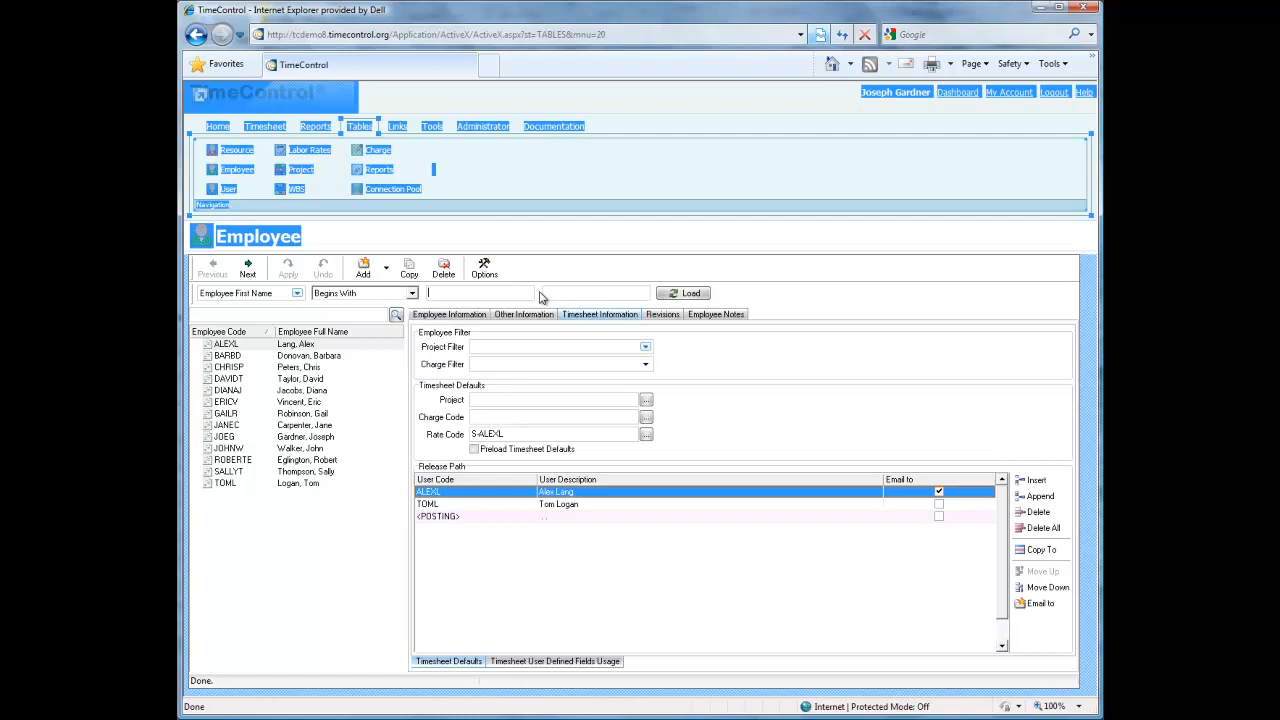 TimeControl - Internet Explorer provided by Dell
http://tcdemo8.timecontrol.org/Application/ActiveX/ActiveX.aspx?st=TABLES&mnu=20
Google
Favorites
TimeControl
Page
Safety
Tools
TimeControl®
Joseph Gardner Dashboard My Account Logout Help
Home Timesheet Reports Tables Links Tools Administrator Documentation
Resource Labor Rates Charge
Employee Project Reports
User WBS Connection Pool
Navigation
Employee
Previous Next Apply Undo Add Copy Delete Options
Employee First Name Begins With Load
Employee Information Other Information Timesheet Information Revisions Employee Notes
Employee Code / Employee Full Name
ALEXL Lang, Alex
BARBD Donovan, Barbara
CHRISP Peters, Chris
DAVIDT Taylor, David
DIANAJ Jacobs, Diana
ERICV Vincent, Eric
GAILR Robinson, Gail
JANEC Carpenter, Jane
JOEG Gardner, Joseph
JOHNW Walker, John
ROBERTE Eglington, Robert
SALLYT Thompson, Sally
TOML Logan, Tom
Employee Filter
Project Filter
Charge Filter
Timesheet Defaults
Project ...
Charge Code ...
Rate Code S-ALEXL ...
Preload Timesheet Defaults
Release Path
User Code User Description Email to
ALEXL Alex Lang
TOML Tom Logan
<POSTING> . .
Insert
Append
Delete
Delete All
Copy To
Move Up
Move Down
Email to
Timesheet Defaults Timesheet User Defined Fields Usage
Done.
Done Internet | Protected Mode: Off 100%